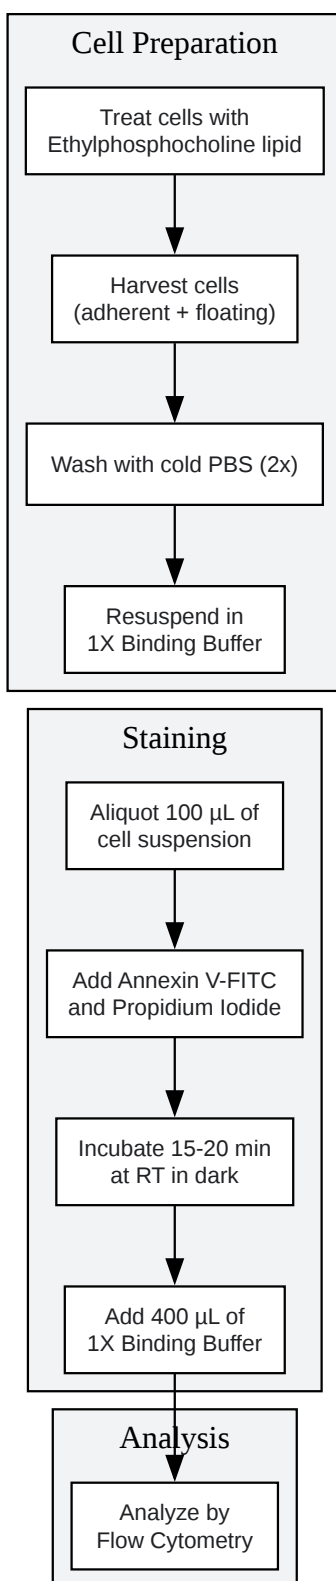 Cell Preparation
Treat cells with
Ethylphosphocholine lipid
Harvest cells
(adherent + floating)
Wash with cold PBS (2x)
Resuspend in
1X Binding Buffer
Staining
Aliquot 100 µL of
cell suspension
Add Annexin V-FITC
and Propidium Iodide
Incubate 15-20 min
at RT in dark
Add 400 µL of
1X Binding Buffer
Analysis
Analyze by
Flow Cytometry